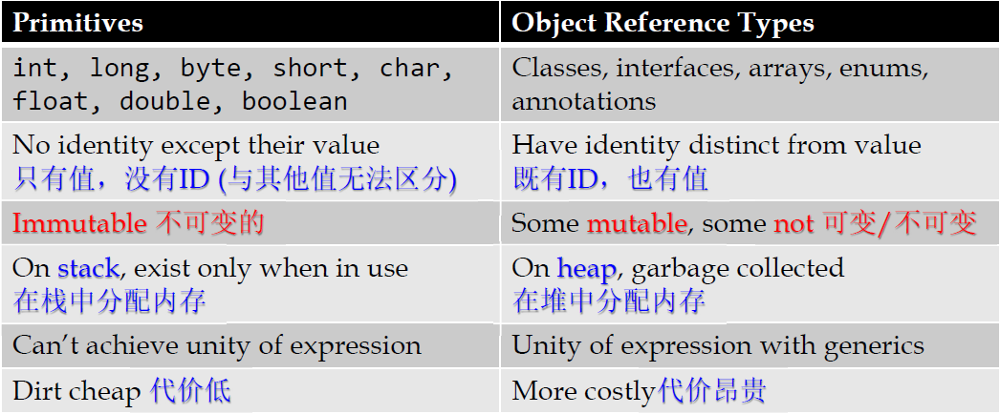 Primitives
Object Reference Types
int, long, byte, short, char,
float, double, boolean
Classes, interfaces, arrays, enums,
annotations
No identity except their value
只有值，没有ID (与其他值无法区分)
Have identity distinct from value
既有ID，也有值
Immutable 不可变的
Some mutable, some not 可变/不可变
On stack, exist only when in use
在栈中分配内存
On heap, garbage collected
在堆中分配内存
Can’t achieve unity of expression
Unity of expression with generics
Dirt cheap 代价低
More costly代价昂贵